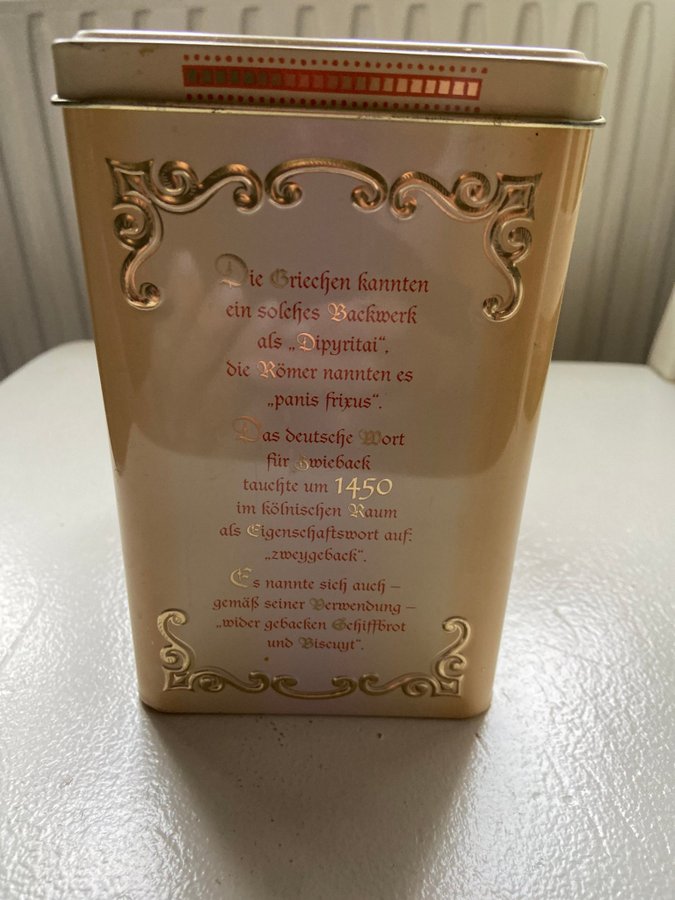 Die Griechen kannten
ein solches Backwerk
als „Dipyritai“,
die Römer nannten es
„panis frixus“.
Das deutsche Wort
für Zwieback
tauchte um 1450
im kölnischen Raum
als Eigenschaftswort auf:
„zweygeback“.
Es nannte sich auch –
gemäß seiner Verwendung –
„wider gebacken Schiffbrot
und Biscuyt“.